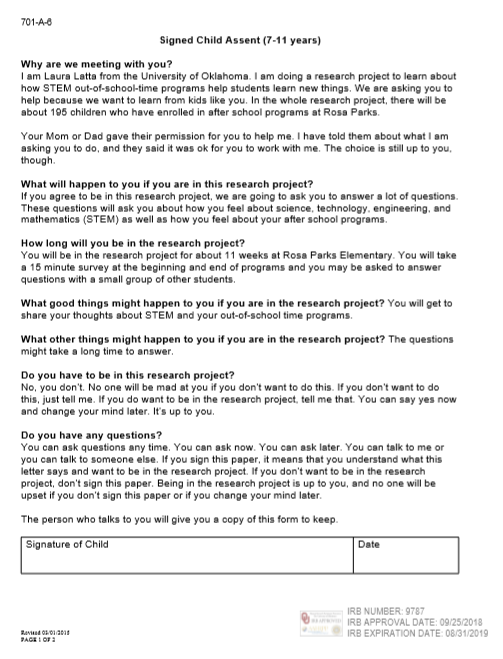 701-A-6
Signed Child Assent (7-11 years)
Why are we meeting with you?
I am Laura Latta from the University of Oklahoma. I am doing a research project to learn about
how STEM out-of-school-time programs help students learn new things. We are asking you to
help because we want to learn from kids like you. In the whole research project, there will be
about 195 children who have enrolled in after school programs at Rosa Parks.
Your Mom or Dad gave their permission for you to help me. I have told them about what I am
asking you to do, and they said it was ok for you to work with me. The choice is still up to you,
though.
What will happen to you if you are in this research project?
If you agree to be in this research project, we are going to ask you to answer a lot of questions.
These questions will ask you about how you feel about science, technology, engineering, and
mathematics (STEM) as well as how you feel about your after school programs.
How long will you be in the research project?
You will be in the research project for about 11 weeks at Rosa Parks Elementary. You will take
a 15 minute survey at the beginning and end of programs and you may be asked to answer
questions with a small group of other students.
What good things might happen to you if you are in the research project? You will get to
share your thoughts about STEM and your out-of-school time programs.
What other things might happen to you if you are in the research project? The questions
might take a long time to answer.
Do you have to be in this research project?
No, you don't. No one will be mad at you if you don't want to do this. If you don't want to do
this, just tell me. If you do want to be in the research project, tell me that. You can say yes now
and change your mind later. It's up to you.
Do you have any questions?
You can ask questions any time. You can ask now. You can ask later. You can talk to me or
you can talk to someone else. If you sign this paper, it means that you understand what this
letter says and want to be in the research project. If you don't want to be in the research
project, don't sign this paper. Being in the research project is up to you, and no one will be
upset if you don't sign this paper or if you change your mind later.
The person who talks to you will give you a copy of this form to keep.
Signature of Child
Date
Revised 03/01/2015
PAGE 1 OF 2
IRB NUMBER: 9787
IRB APPROVAL DATE: 09/25/2018
IRB EXPIRATION DATE: 08/31/2019